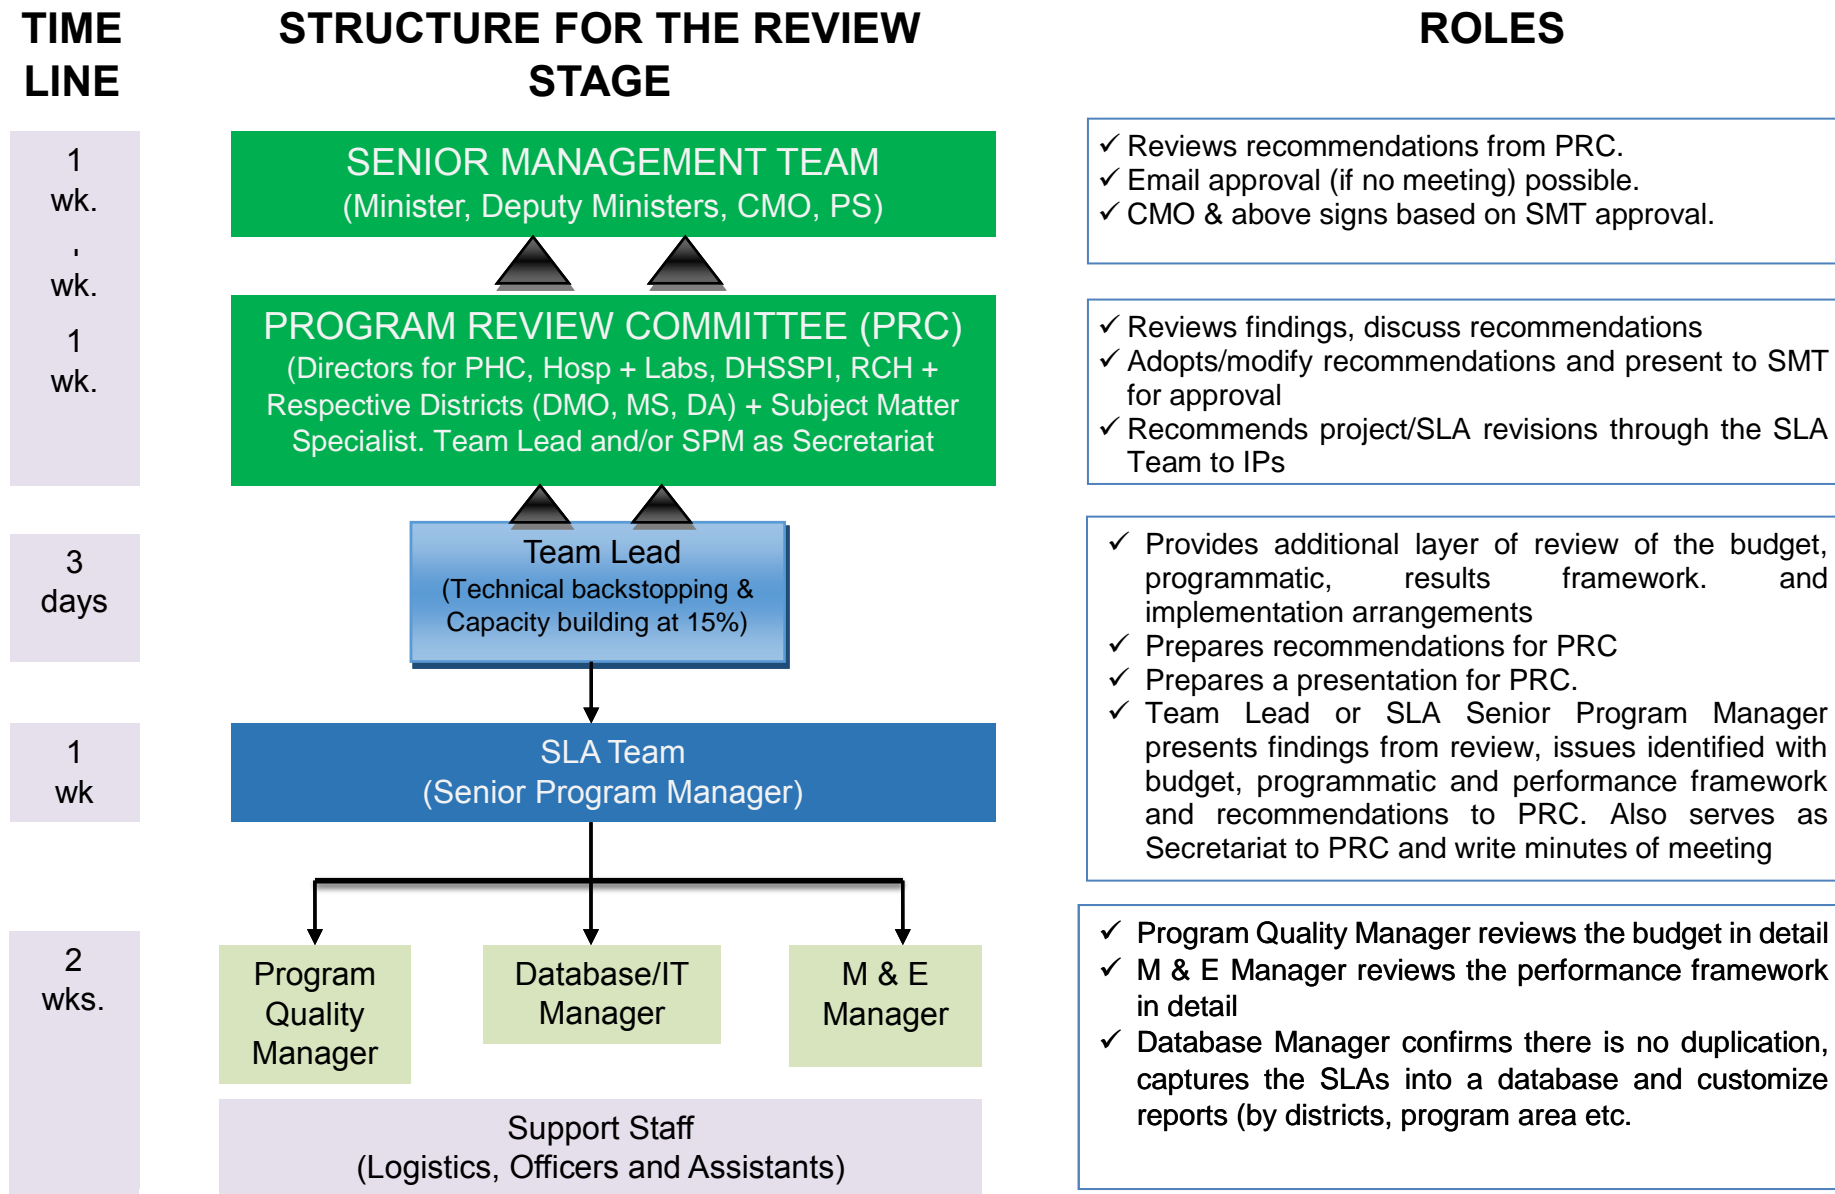 TIME
LINE
STRUCTURE FOR THE REVIEW
STAGE
ROLES
1
wk.
wk.
1
wk.
SENIOR MANAGEMENT TEAM
(Minister, Deputy Ministers, CMO, PS)
✓ Reviews recommendations from PRC.
✓ Email approval (if no meeting) possible.
✓ CMO & above signs based on SMT approval.
PROGRAM REVIEW COMMITTEE (PRC)
(Directors for PHC, Hosp + Labs, DHSSPI, RCH +
Respective Districts (DMO, MS, DA) + Subject Matter
Specialist. Team Lead and/or SPM as Secretariat
✓ Reviews findings, discuss recommendations
✓ Adopts/modify recommendations and present to SMT
for approval
✓ Recommends project/SLA revisions through the SLA
Team to IPs
3
days
Team Lead
(Technical backstopping &
Capacity building at 15%)
✓ Provides additional layer of review of the budget,
programmatic, results framework. and
implementation arrangements
✓ Prepares recommendations for PRC
✓ Prepares a presentation for PRC.
✓ Team Lead or SLA Senior Program Manager
presents findings from review, issues identified with
budget, programmatic and performance framework
and recommendations to PRC. Also serves as
Secretariat to PRC and write minutes of meeting
1
wk
SLA Team
(Senior Program Manager)
2
wks.
Program
Quality
Manager
Database/IT
Manager
M & E
Manager
✓ Program Quality Manager reviews the budget in detail
✓ M & E Manager reviews the performance framework
in detail
✓ Database Manager confirms there is no duplication,
captures the SLAs into a database and customize
reports (by districts, program area etc.
Support Staff
(Logistics, Officers and Assistants)